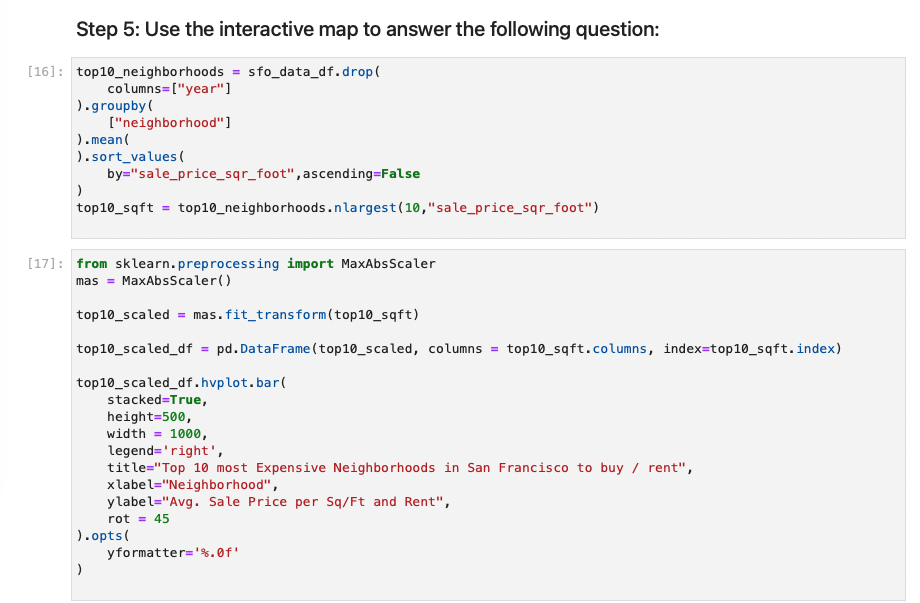 Step 5: Use the interactive map to answer the following question:
[16]:
top10_neighborhoods = sfo_data_df.drop(
    columns=["year"]
).groupby(
    ["neighborhood"]
).mean(
).sort_values(
    by="sale_price_sqr_foot",ascending=False
)
top10_sqft = top10_neighborhoods.nlargest(10,"sale_price_sqr_foot")
[17]:
from sklearn.preprocessing import MaxAbsScaler
mas = MaxAbsScaler()

top10_scaled = mas.fit_transform(top10_sqft)

top10_scaled_df = pd.DataFrame(top10_scaled, columns = top10_sqft.columns, index=top10_sqft.index)

top10_scaled_df.hvplot.bar(
    stacked=True,
    height=500,
    width = 1000,
    legend='right',
    title="Top 10 most Expensive Neighborhoods in San Francisco to buy / rent",
    xlabel="Neighborhood",
    ylabel="Avg. Sale Price per Sq/Ft and Rent",
    rot = 45
).opts(
    yformatter='%.0f'
)